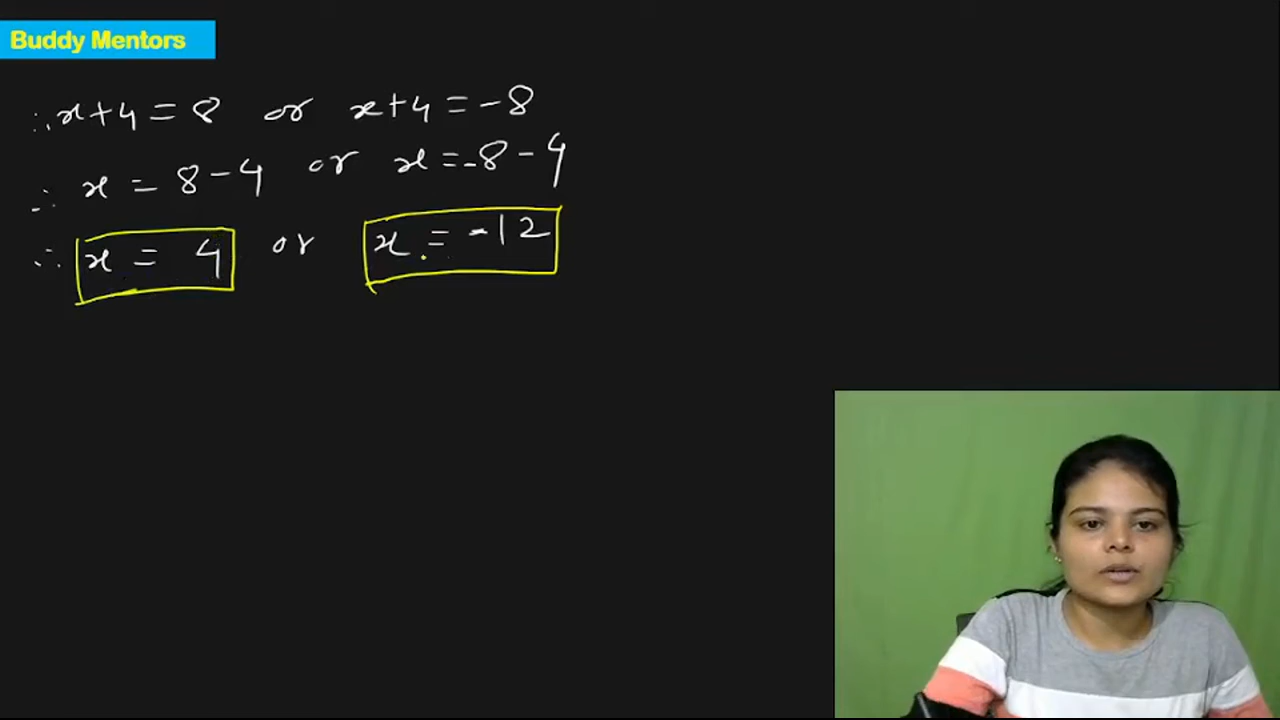 Buddy Mentors
∴ x+4 = 8 or x+4 = -8
∴ x = 8-4 or x = -8-4
∴ x = 4 or x = -12